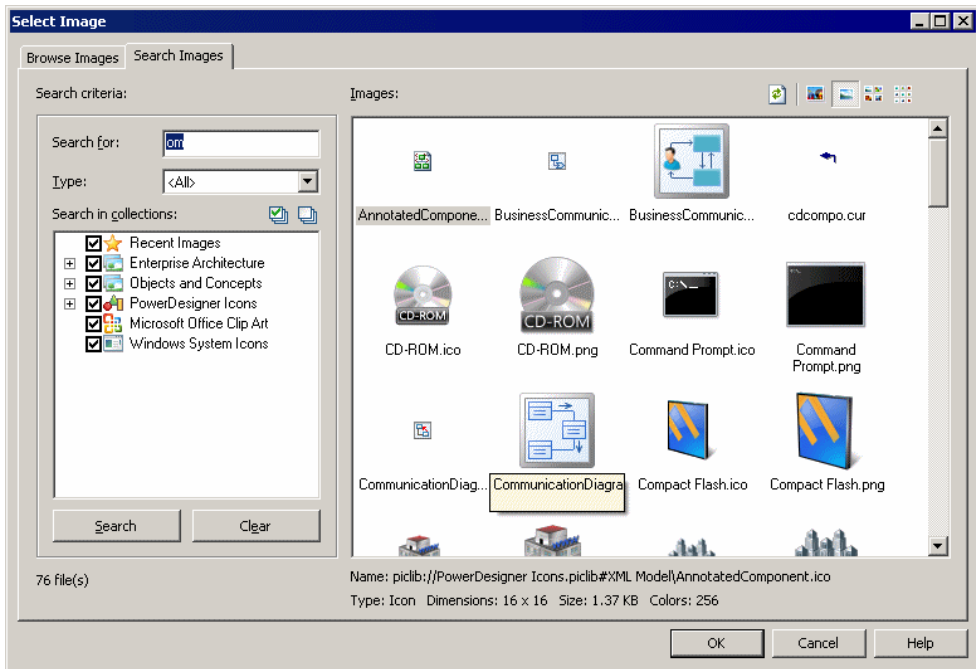 Select Image
Browse Images Search Images
Search criteria:
Images:
Search for: om
Type: <All>
Search in collections:
Recent Images
Enterprise Architecture
Objects and Concepts
PowerDesigner Icons
Microsoft Office Clip Art
Windows System Icons
Search Clear
76 file(s)
AnnotatedCompone... BusinessCommunic... BusinessCommunic... cdcompo.cur
CD-ROM CD-ROM C:\_
CD-ROM.ico CD-ROM.png Command Prompt.ico Command
Prompt.png
CommunicationDiag... CommunicationDiagra Compact Flash.ico Compact Flash.png
Name: piclib://PowerDesigner Icons.piclib#XML Model\AnnotatedComponent.ico
Type: Icon Dimensions: 16 x 16 Size: 1.37 KB Colors: 256
OK Cancel Help